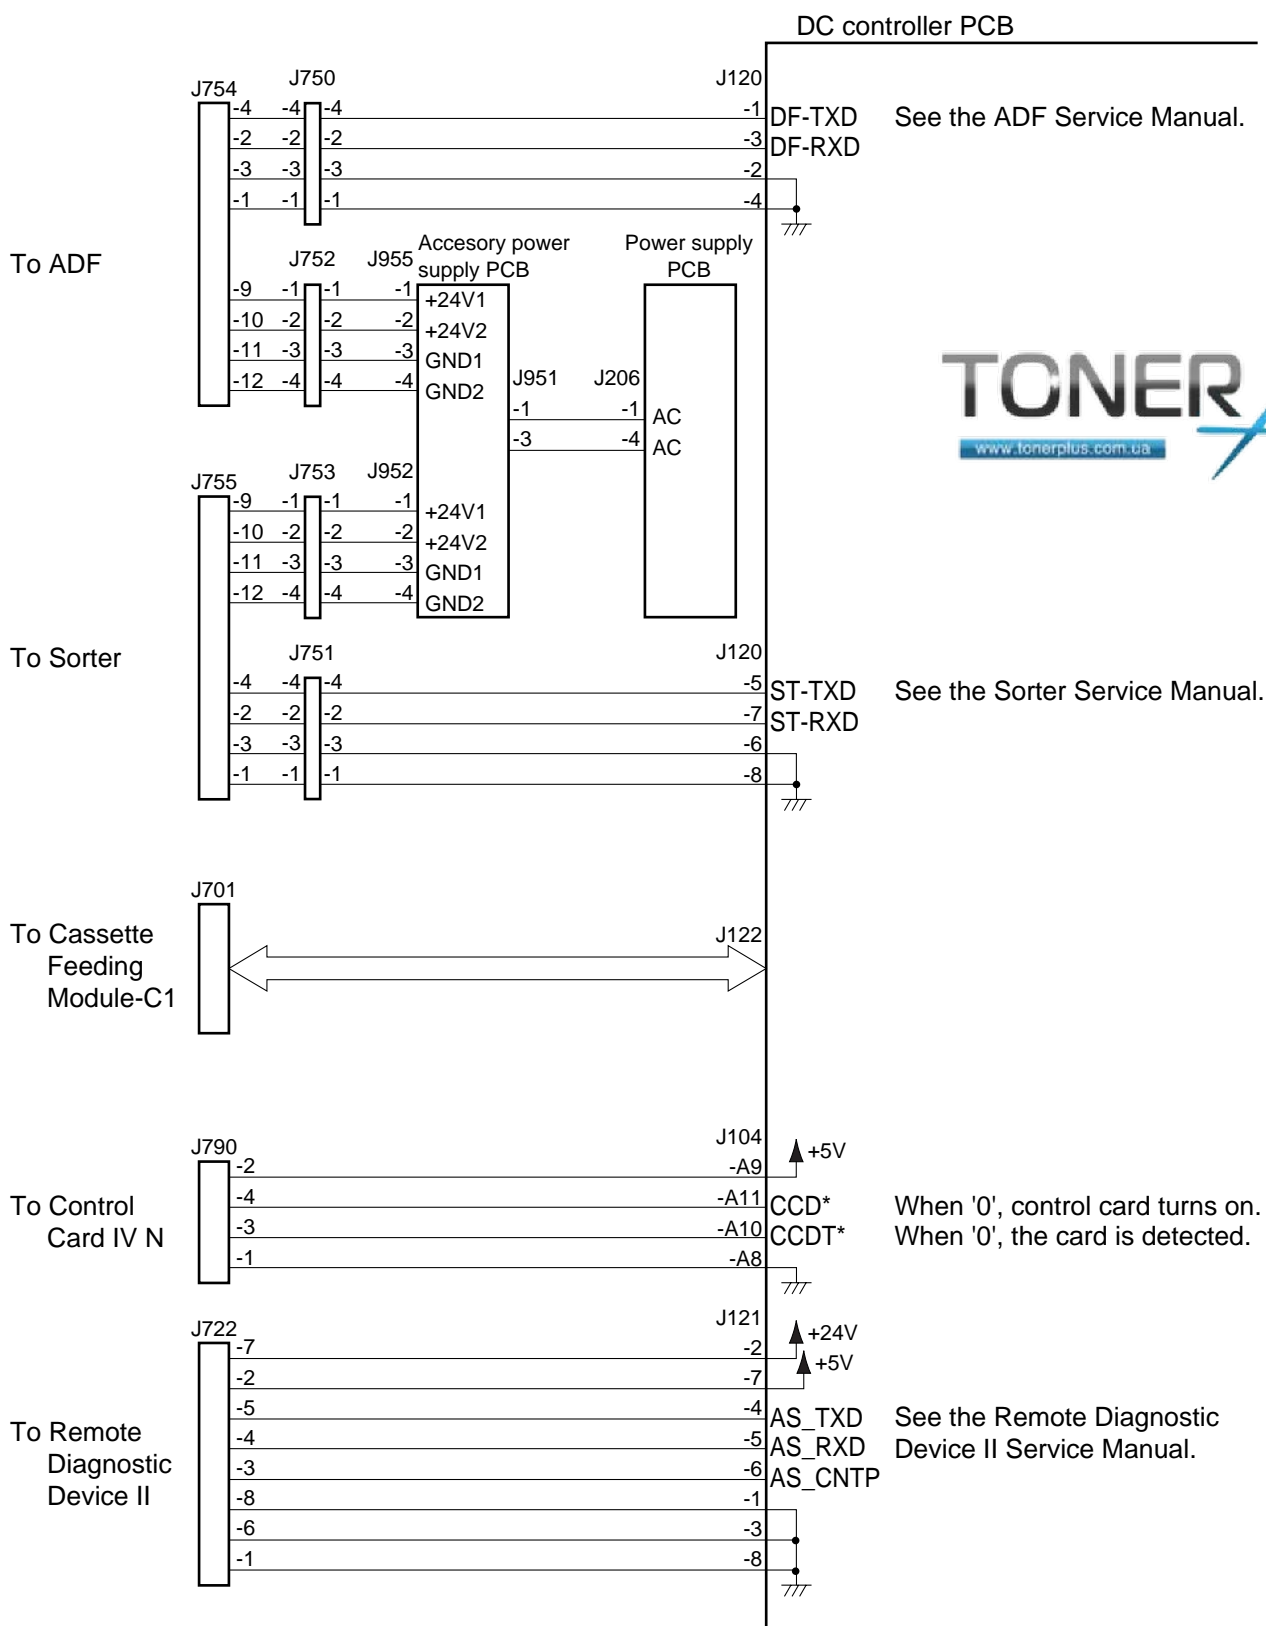 DC controller PCB
J754
J750
J120
-4 -4 -4 -1 DF-TXD See the ADF Service Manual.
-2 -2 -2 -3 DF-RXD
-3 -3 -3 -2
-1 -1 -1 -4
To ADF
J752
J955
Accesory power
supply PCB
Power supply
PCB
-9 -1 -1 -1 +24V1
-10 -2 -2 -2 +24V2
-11 -3 -3 -3 GND1
-12 -4 -4 -4 GND2
J951
J206
-1 -1 AC
-3 -4 AC
TONER
www.tonerplus.com.ua
J755
J753
J952
-9 -1 -1 -1 +24V1
-10 -2 -2 -2 +24V2
-11 -3 -3 -3 GND1
-12 -4 -4 -4 GND2
To Sorter
J751
J120
-4 -4 -4 -5 ST-TXD See the Sorter Service Manual.
-2 -2 -2 -7 ST-RXD
-3 -3 -3 -6
-1 -1 -1 -8
J701
To Cassette
Feeding
Module-C1
J122
J790
J104
-2 -A9 +5V
To Control
Card IV N
-4 -A11 CCD* When '0', control card turns on.
-3 -A10 CCDT* When '0', the card is detected.
-1 -A8
J722
J121
-7 -2 +24V
-2 -7 +5V
To Remote
Diagnostic
Device II
-5 -4 AS_TXD See the Remote Diagnostic
-4 -5 AS_RXD Device II Service Manual.
-3 -6 AS_CNTP
-8 -1
-6 -3
-1 -8